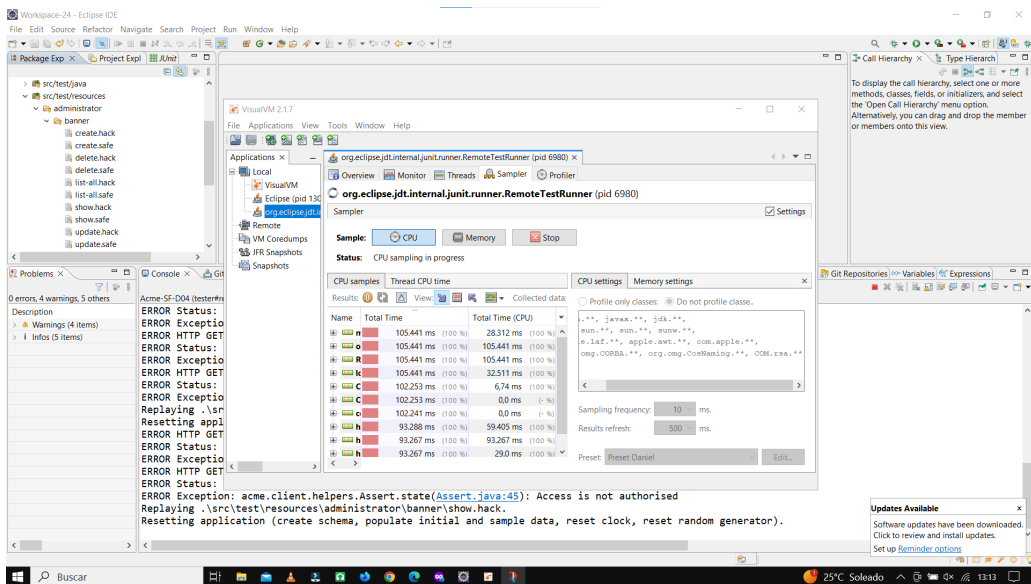 Workspace-24 - Eclipse IDE
File Edit Source Refactor Navigate Search Project Run Window Help
Package Exp
Project Expl
JUnit
src/test/java
src/test/resources
administrator
banner
create.hack
create.safe
delete.hack
delete.safe
list-all.hack
list-all.safe
show.hack
show.safe
update.hack
update.safe
Call Hierarchy
Type Hierarch
To display the call hierarchy, select one or more
methods, classes, fields, or initializers, and select
the 'Open Call Hierarchy' menu option.
Alternatively, you can drag and drop the member
or members onto this view.
VisualVM 2.1.7
File Applications View Tools Window Help
Applications
Local
VisualVM
Eclipse (pid 130
org.eclipse.jdt.i
Remote
VM Coredumps
JFR Snapshots
Snapshots
org.eclipse.jdt.internal.junit.runner.RemoteTestRunner (pid 6980)
Overview Monitor Threads Sampler Profiler
org.eclipse.jdt.internal.junit.runner.RemoteTestRunner (pid 6980)
Sampler Settings
Sample: CPU Memory Stop
Status: CPU sampling in progress
CPU samples Thread CPU time
Results: View: Collected data:
Name Total Time Total Time (CPU)
n 105.441 ms (100 %) 28.312 ms (100 %)
o 105.441 ms (100 %) 105.441 ms (100 %)
R 105.441 ms (100 %) 105.441 ms (100 %)
Ic 105.441 ms (100 %) 32.511 ms (100 %)
C 102.253 ms (100 %) 6,74 ms (100 %)
C 102.253 ms (100 %) 0,0 ms (- %)
c 102.241 ms (100 %) 0,0 ms (- %)
h 93.288 ms (100 %) 59.405 ms (100 %)
h 93.267 ms (100 %) 93.267 ms (100 %)
h 93.267 ms (100 %) 29.0 ms (100 %)
CPU settings Memory settings
Profile only classes: Do not profile classe..
.**, javax.**, jdk.**,
sun.**, sun.**, sunw.**,
e.laf.**, apple.awt.**, com.apple.**,
omg.CORBA.**, org.omg.CosNaming.**, COM.rsa.**
Sampling frequency: 10 ms.
Results refresh: 500 ms.
Preset: Preset Daniel Edit..
Problems
0 errors, 4 warnings, 5 others
Description
Warnings (4 items)
Infos (5 items)
Console
Git
Git Repositories
Variables
Expressions
Acme-SF-D04 (tester#re
ERROR Status:
ERROR Exceptio
ERROR HTTP GET
ERROR Status:
ERROR Exceptio
ERROR HTTP GET
ERROR Status:
ERROR Exceptio
Replaying .\sr
Resetting appl
ERROR HTTP GET
ERROR Status:
ERROR Exceptio
ERROR HTTP GET
ERROR Status:
ERROR Exception: acme.client.helpers.Assert.state(Assert.java:45): Access is not authorised
Replaying .\src\test\resources\administrator\banner\show.hack.
Resetting application (create schema, populate initial and sample data, reset clock, reset random generator).
Updates Available
Software updates have been downloaded.
Click to review and install updates.
Set up Reminder options
Buscar
25°C Soleado
13:13